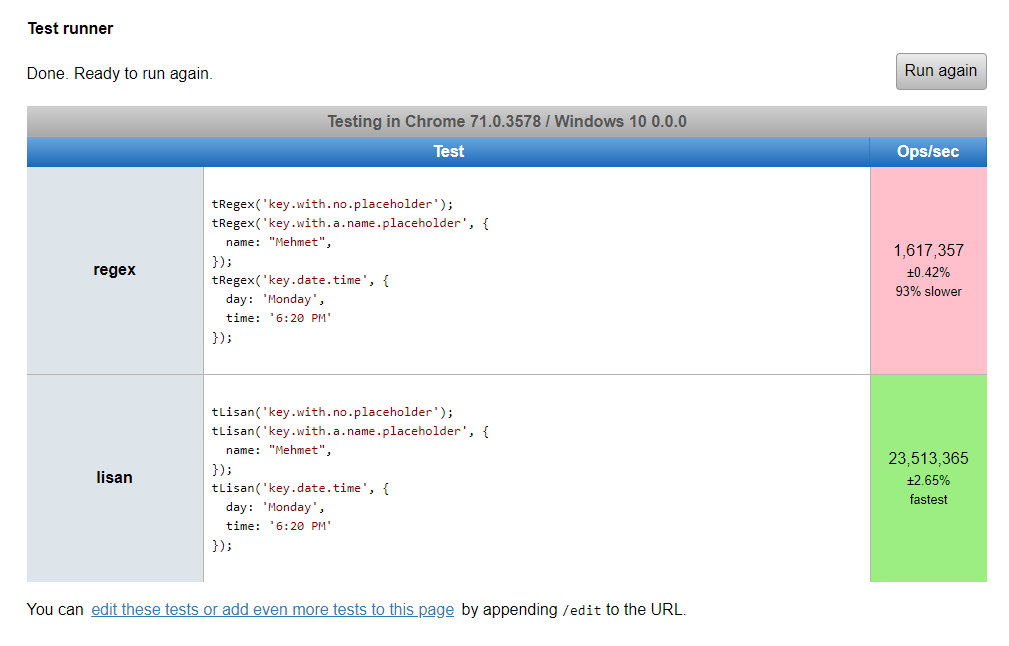 Test runner
Done. Ready to run again.
Run again
Testing in Chrome 71.0.3578 / Windows 10 0.0.0
Test
Ops/sec
regex
tRegex('key.with.no.placeholder');
tRegex('key.with.a.name.placeholder', {
  name: "Mehmet",
});
tRegex('key.date.time', {
  day: 'Monday',
  time: '6:20 PM'
});
1,617,357
±0.42%
93% slower
lisan
tLisan('key.with.no.placeholder');
tLisan('key.with.a.name.placeholder', {
  name: "Mehmet",
});
tLisan('key.date.time', {
  day: 'Monday',
  time: '6:20 PM'
});
23,513,365
±2.65%
fastest
You can edit these tests or add even more tests to this page by appending /edit to the URL.